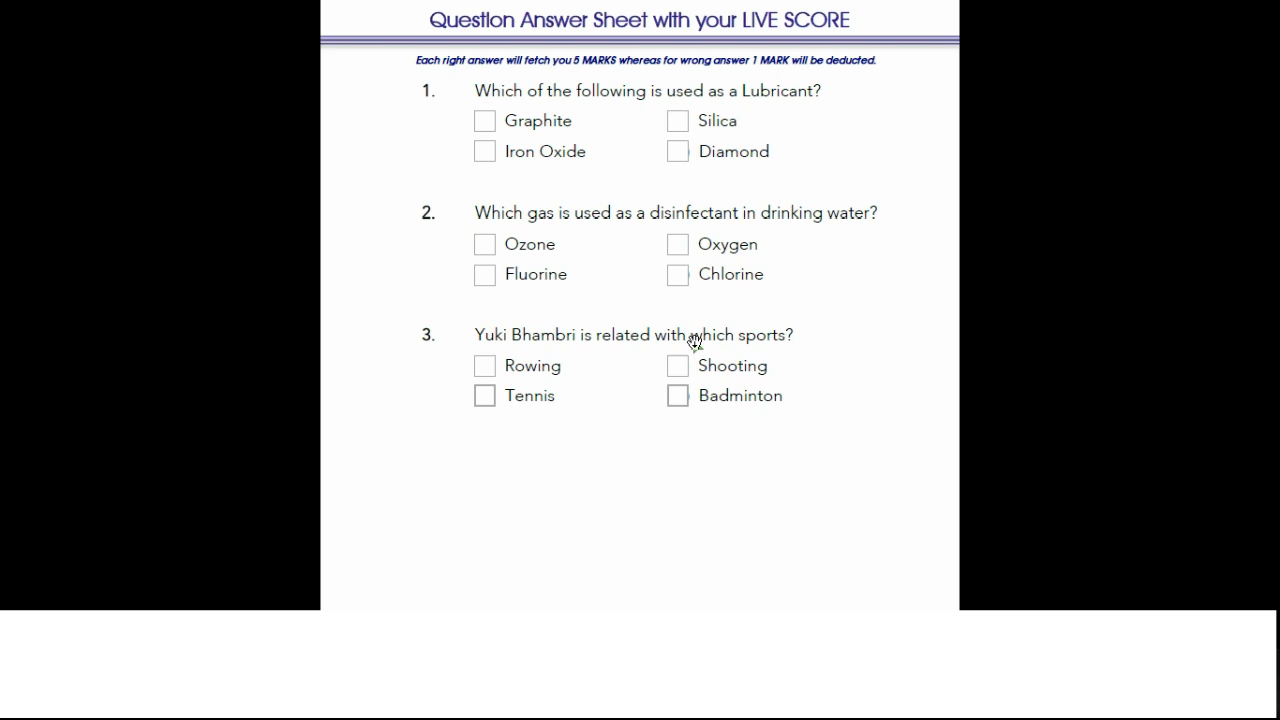 Question Answer Sheet with your LIVE SCORE
Each right answer will fetch you 5 MARKS whereas for wrong answer 1 MARK will be deducted.
1. Which of the following is used as a Lubricant?
Graphite Silica
Iron Oxide Diamond
2. Which gas is used as a disinfectant in drinking water?
Ozone Oxygen
Fluorine Chlorine
3. Yuki Bhambri is related with which sports?
Rowing Shooting
Tennis Badminton